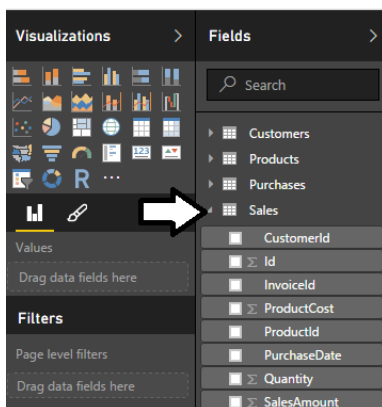 Visualizations
Values
Drag data fields here
Filters
Page level filters
Drag data fields here
R
123
Fields
Search
Customers
Products
Purchases
Sales
CustomerId
Σ Id
InvoiceId
Σ ProductCost
ProductId
PurchaseDate
Σ Quantity
Σ SalesAmount